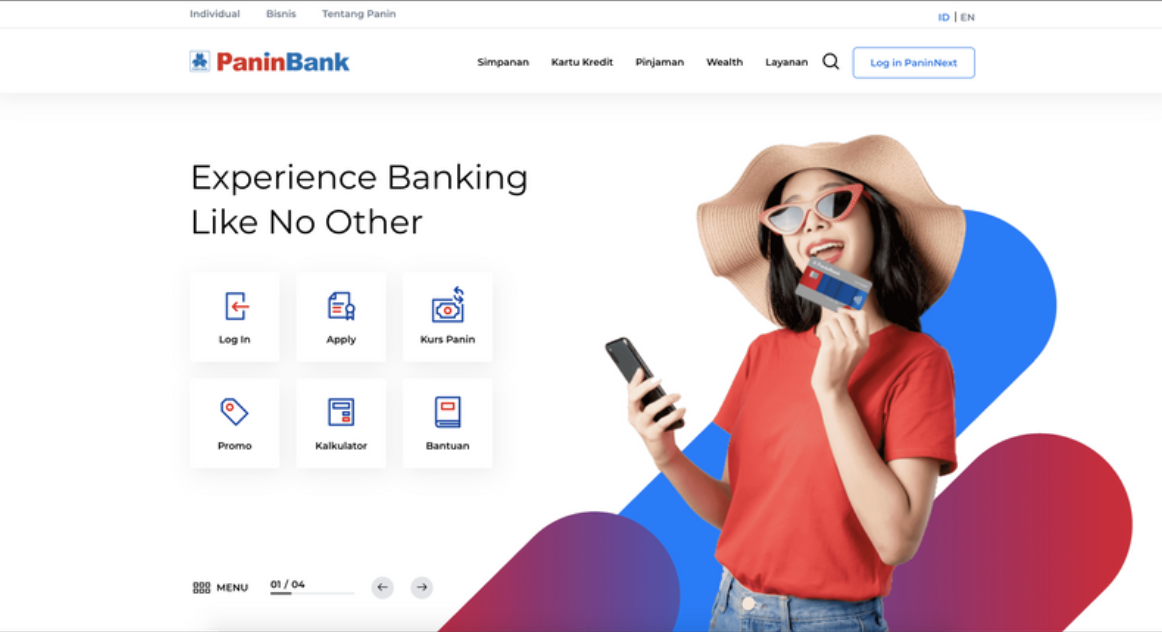 Individual Bisnis Tentang Panin
ID | EN
PaninBank
Simpanan Kartu Kredit Pinjaman Wealth Layanan Log in PaninNext
Experience Banking
Like No Other
Log In Apply Kurs Panin
Promo Kalkulator Bantuan
MENU 01 / 04